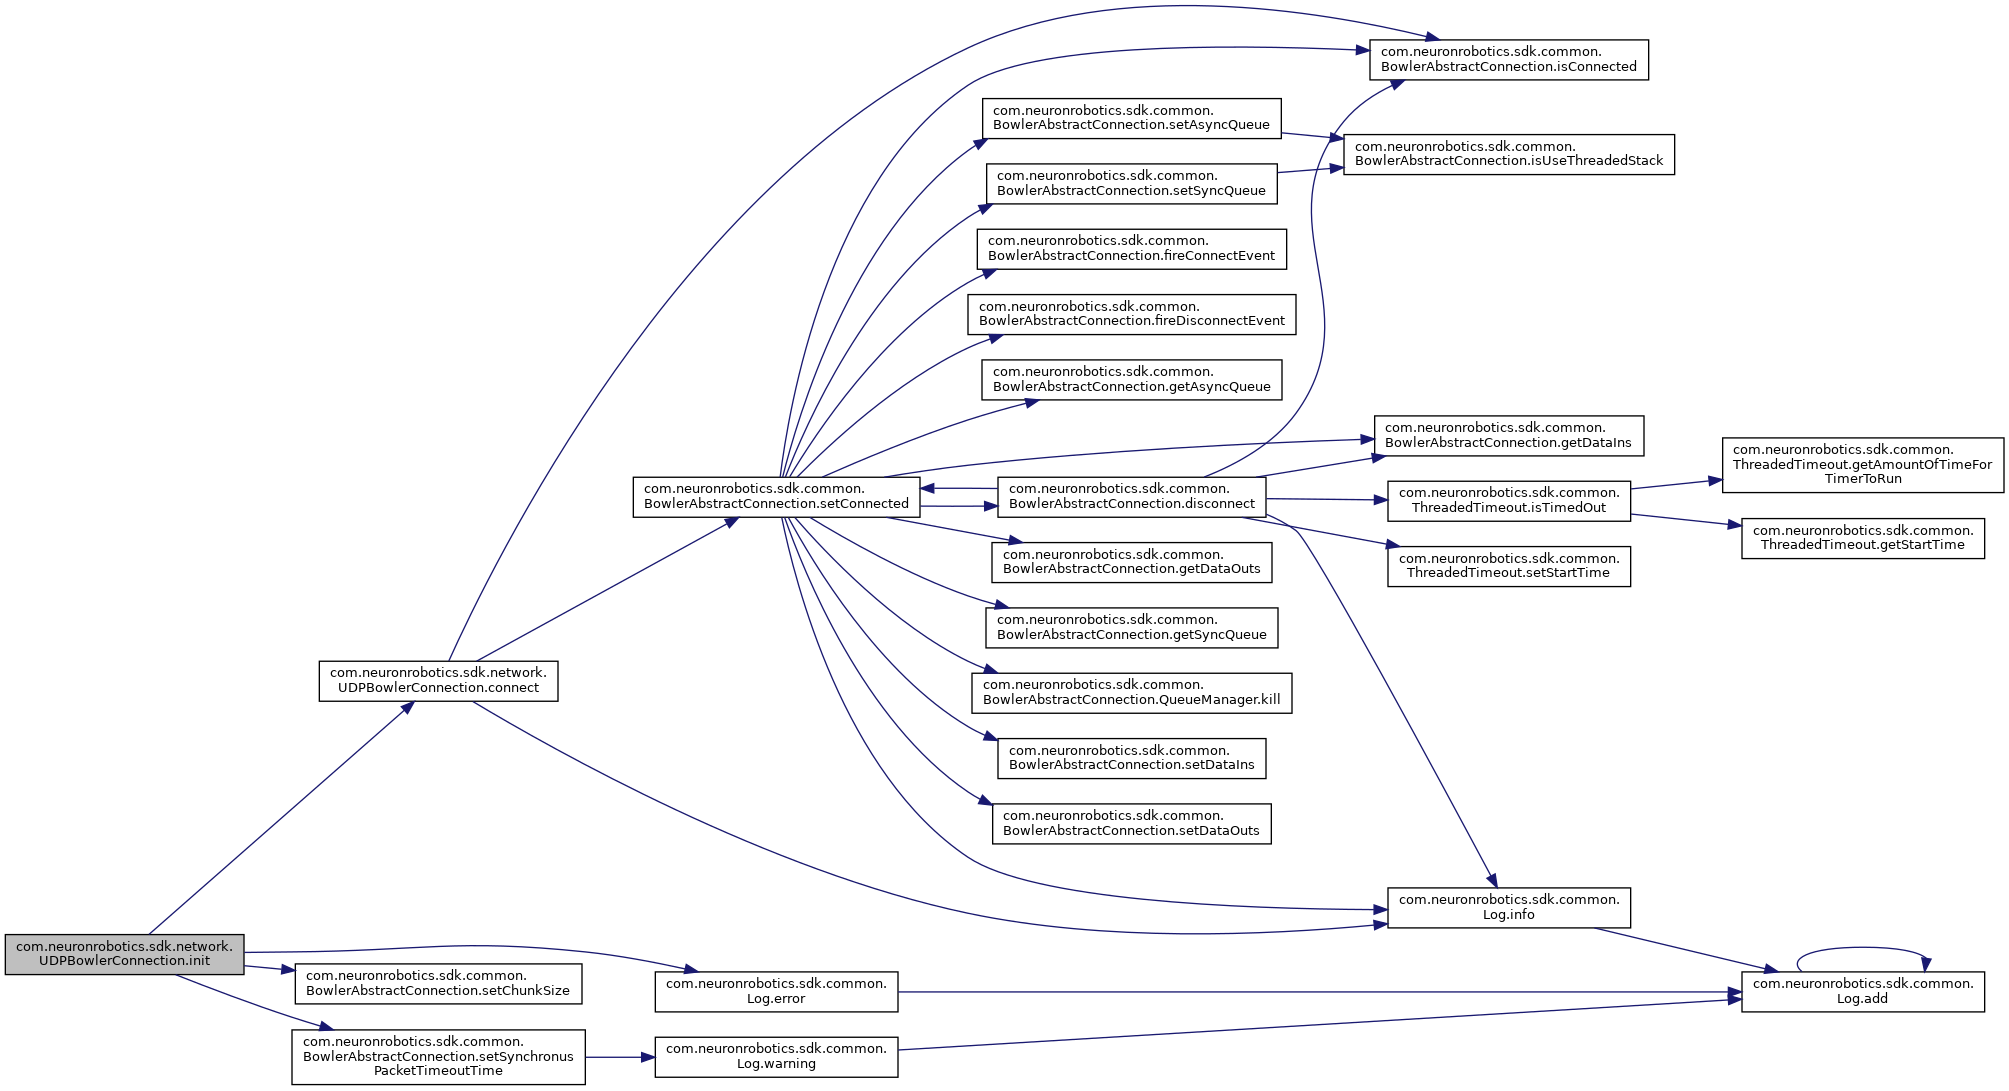 com.neuronrobotics.sdk.common.
BowlerAbstractConnection.isConnected
com.neuronrobotics.sdk.common.
BowlerAbstractConnection.setAsyncQueue
com.neuronrobotics.sdk.common.
BowlerAbstractConnection.isUseThreadedStack
com.neuronrobotics.sdk.common.
BowlerAbstractConnection.setSyncQueue
com.neuronrobotics.sdk.common.
BowlerAbstractConnection.fireConnectEvent
com.neuronrobotics.sdk.common.
BowlerAbstractConnection.fireDisconnectEvent
com.neuronrobotics.sdk.common.
BowlerAbstractConnection.getAsyncQueue
com.neuronrobotics.sdk.common.
BowlerAbstractConnection.getDataIns
com.neuronrobotics.sdk.common.
ThreadedTimeout.getAmountOfTimeFor
TimerToRun
com.neuronrobotics.sdk.common.
BowlerAbstractConnection.setConnected
com.neuronrobotics.sdk.common.
BowlerAbstractConnection.disconnect
com.neuronrobotics.sdk.common.
ThreadedTimeout.isTimedOut
com.neuronrobotics.sdk.common.
ThreadedTimeout.getStartTime
com.neuronrobotics.sdk.common.
BowlerAbstractConnection.getDataOuts
com.neuronrobotics.sdk.common.
ThreadedTimeout.setStartTime
com.neuronrobotics.sdk.common.
BowlerAbstractConnection.getSyncQueue
com.neuronrobotics.sdk.network.
UDPBowlerConnection.connect
com.neuronrobotics.sdk.common.
BowlerAbstractConnection.QueueManager.kill
com.neuronrobotics.sdk.common.
BowlerAbstractConnection.setDataIns
com.neuronrobotics.sdk.common.
BowlerAbstractConnection.setDataOuts
com.neuronrobotics.sdk.common.
Log.info
com.neuronrobotics.sdk.network.
UDPBowlerConnection.init
com.neuronrobotics.sdk.common.
BowlerAbstractConnection.setChunkSize
com.neuronrobotics.sdk.common.
Log.error
com.neuronrobotics.sdk.common.
Log.add
com.neuronrobotics.sdk.common.
BowlerAbstractConnection.setSynchronus
PacketTimeoutTime
com.neuronrobotics.sdk.common.
Log.warning